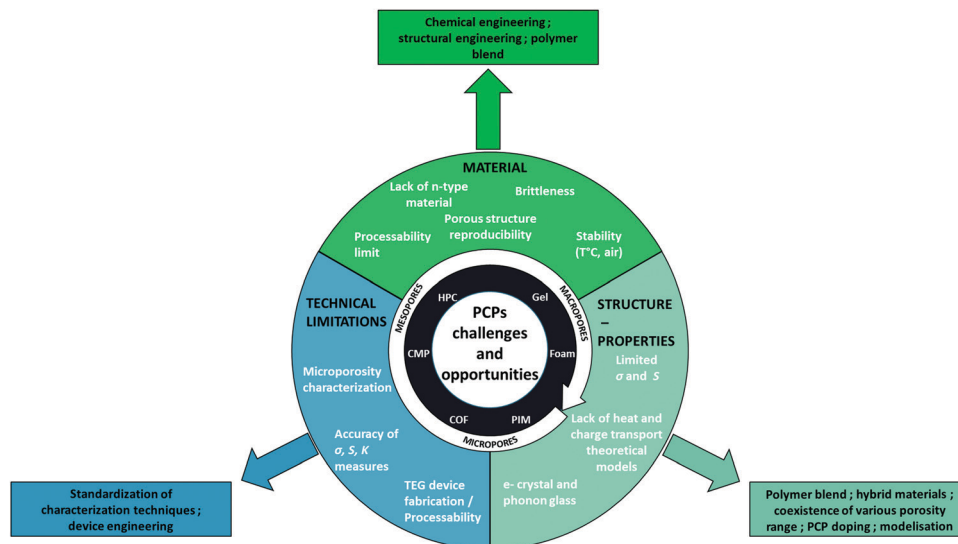 Chemical engineering ;
structural engineering ; polymer
blend
MATERIAL
Lack of n-type
material
Brittleness
Porous structure
reproducibility
Processability
limit
Stability
(T°C, air)
TECHNICAL
LIMITATIONS
Microporosity
characterization
Accuracy of
σ, S, K
measures
TEG device
fabrication /
Processability
STRUCTURE
–
PROPERTIES
Limited
σ and S
Lack of heat and
charge transport
theoretical
models
e- crystal and
phonon glass
MESOPORES
MACROPORES
MICROPORES
HPC
Gel
CMP
Foam
COF
PIM
PCPs
challenges
and
opportunities
Standardization of
characterization techniques ;
device engineering
Polymer blend ; hybrid materials ;
coexistence of various porosity
range ; PCP doping ; modelisation